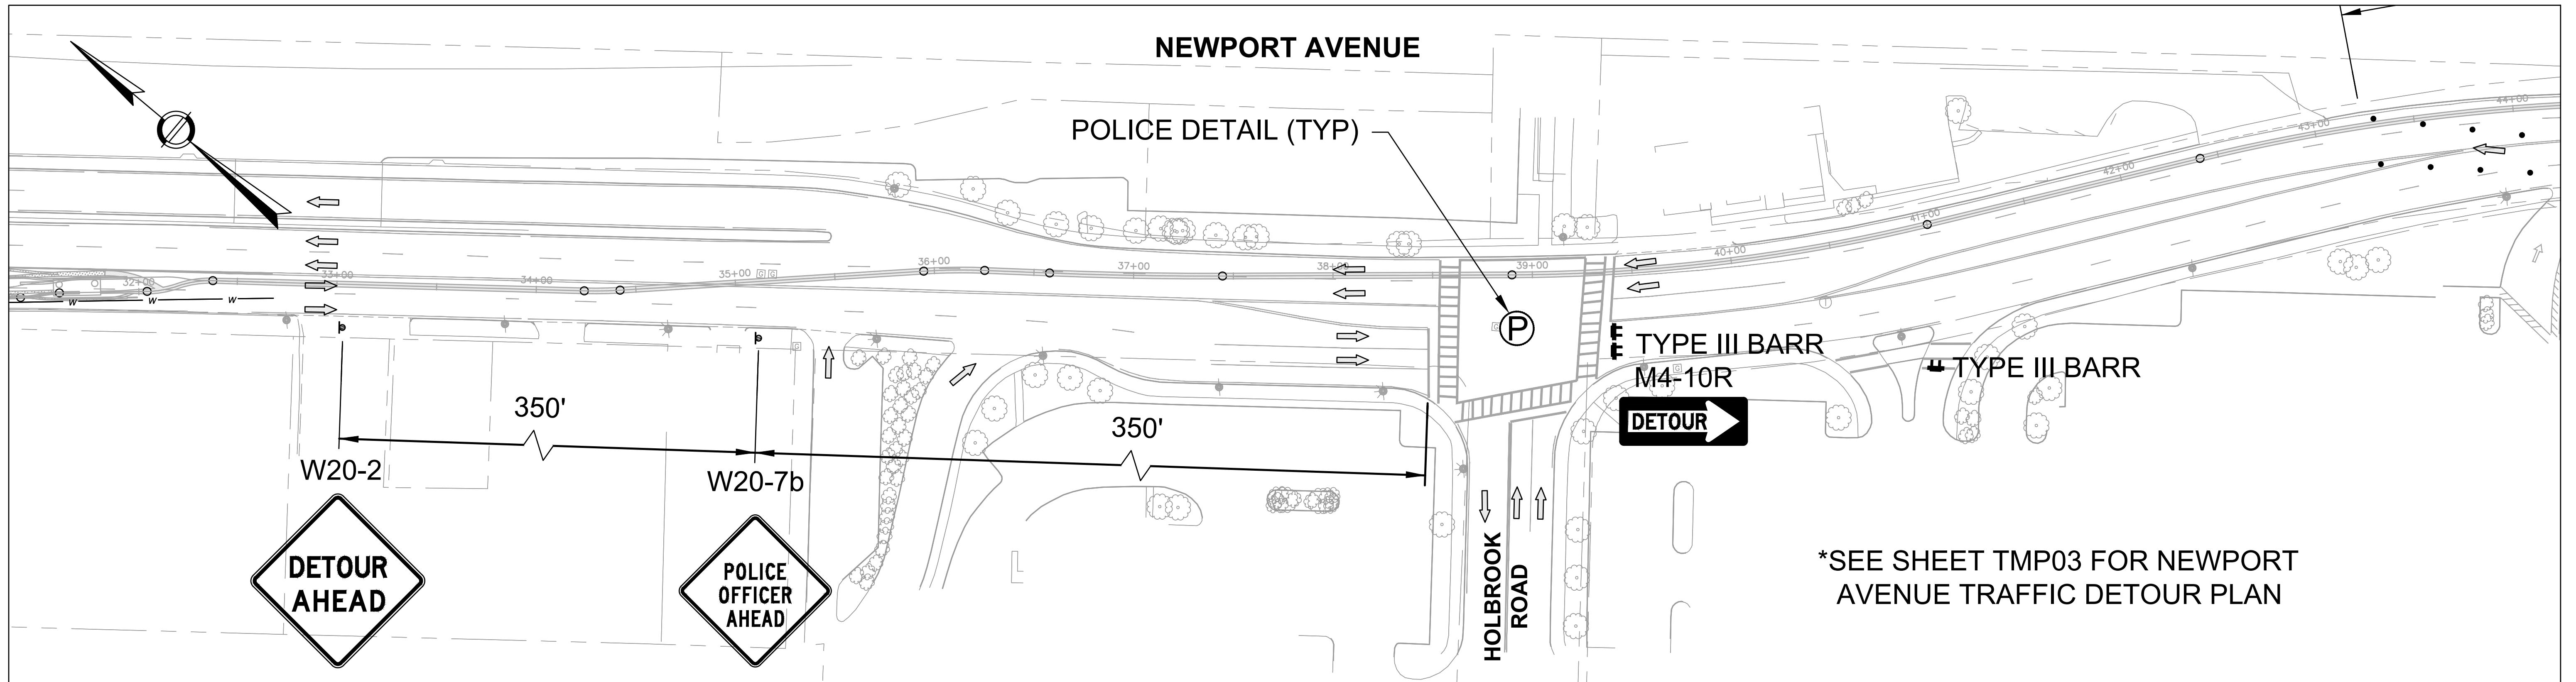 NEWPORT AVENUE
POLICE DETAIL (TYP)
44+00
43+00
42+00
41+00
40+00
39+00
38+00
37+00
36+00
35+00
34+00
33+00
32+00
W W W
P
TYPE III BARR
M4-10R
DETOUR
TYPE III BARR
350'
350'
W20-2
W20-7b
DETOUR
AHEAD
POLICE
OFFICER
AHEAD
HOLBROOK
ROAD
*SEE SHEET TMP03 FOR NEWPORT
AVENUE TRAFFIC DETOUR PLAN